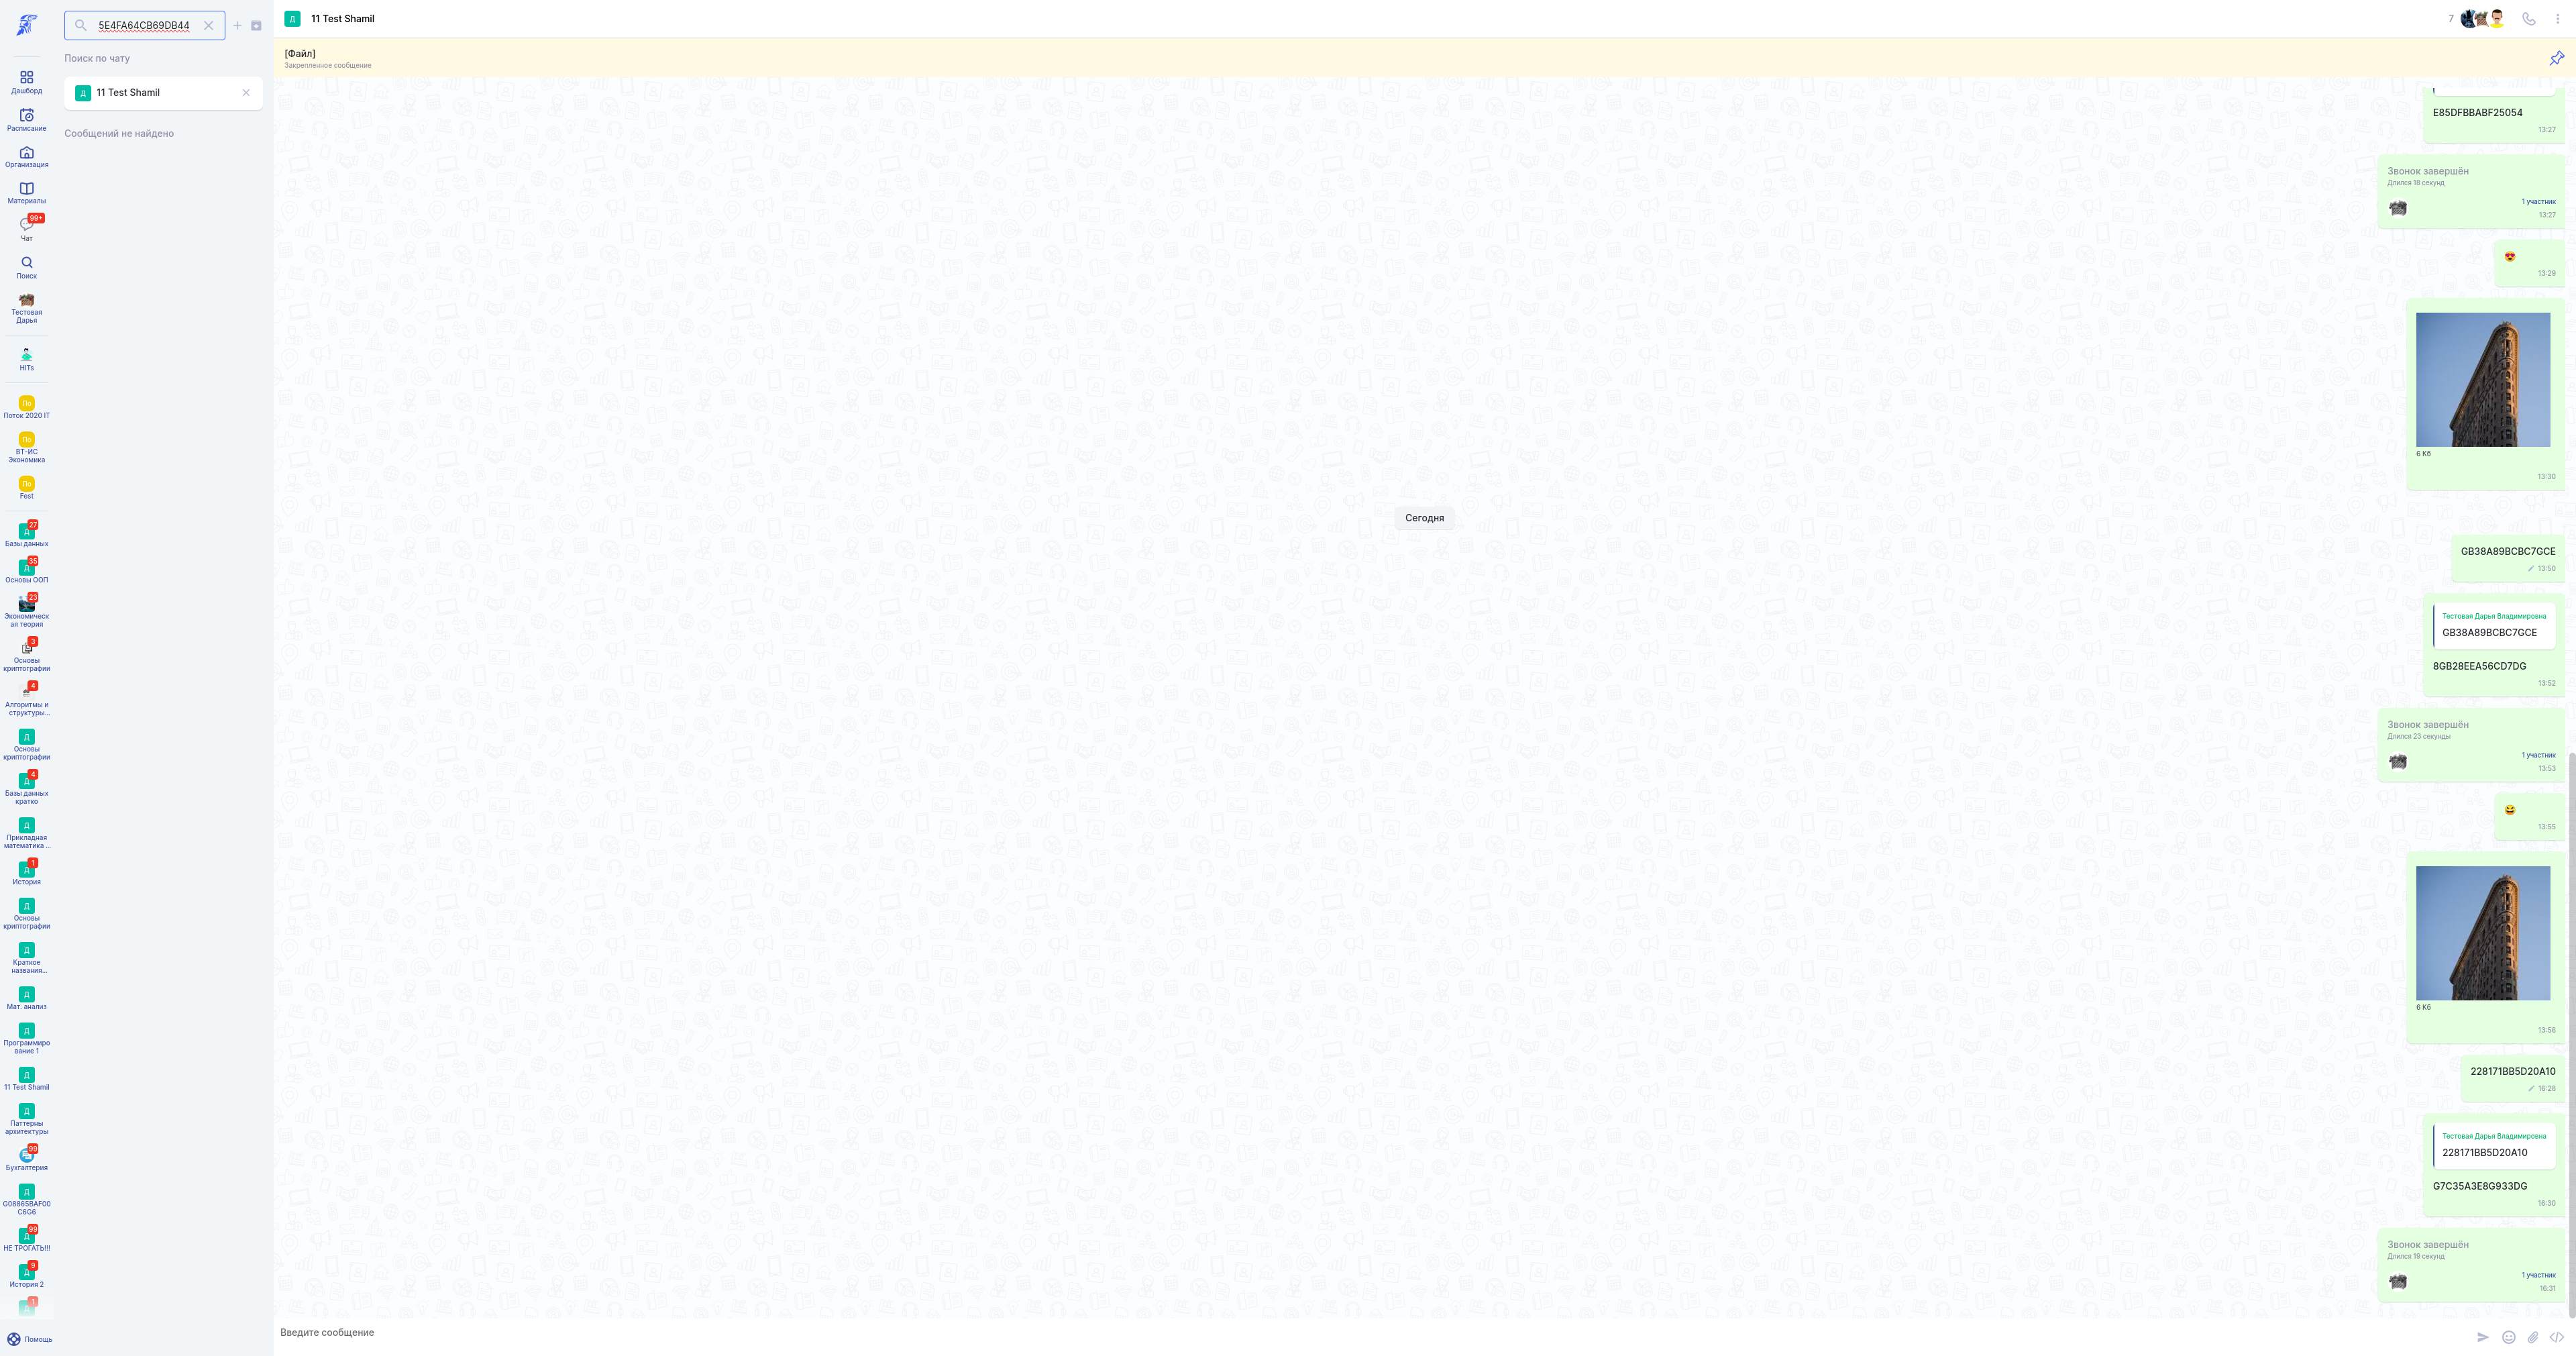 5E4FA64CB69DB44
Поиск по чату
Д 11 Test Shamil
Сообщений не найдено
Дашборд
Расписание
Организация
Материалы
99+
Чат
Поиск
Тестовая
Дарья
HITs
По
Поток 2020 IT
По
ВТ-ИС
Экономика
По
Fest
27
Д
Базы данных
35
Д
Основы ООП
23
Экономическ
ая теория
3
Основы
криптографии
4
Алгоритмы и
структуры...
Д
Основы
криптографии
4
Д
Базы данных
кратко
Д
Прикладная
математика ...
1
Д
История
Д
Основы
криптографии
Д
Краткое
названия...
Д
Мат. анализ
Д
Программиро
вание 1
Д
11 Test Shamil
Д
Паттерны
архитектуры
99
Бухгалтерия
Д
G08865BAF00
C6G6
99
Д
НЕ ТРОГАТЬ!!!
9
Д
История 2
1
Д
Помощь
Д 11 Test Shamil
7
[Файл]
Закрепленное сообщение
E85DFBBABF25054
13:27
Звонок завершён
Длился 18 секунд
1 участник
13:27
13:29
6 Кб
13:30
Сегодня
GB38A89BCBC7GCE
13:50
Тестовая Дарья Владимировна
GB38A89BCBC7GCE
8GB28EEA56CD7DG
13:52
Звонок завершён
Длился 23 секунды
1 участник
13:53
13:55
6 Кб
13:56
228171BB5D20A10
16:28
Тестовая Дарья Владимировна
228171BB5D20A10
G7C35A3E8G933DG
16:30
Звонок завершён
Длился 19 секунд
1 участник
16:31
Введите сообщение